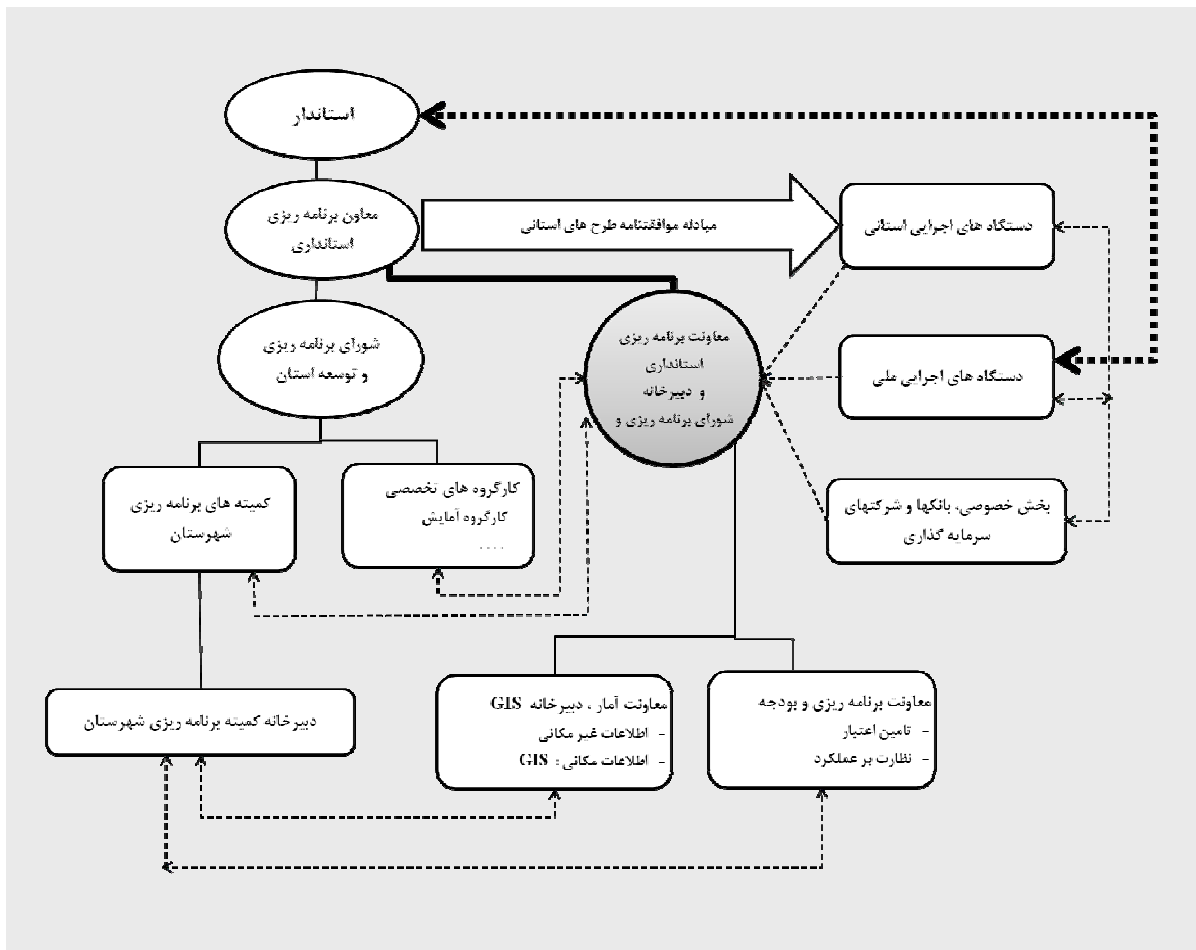 استاندار
معاون برنامه ریزی
استانداری
مبادله موافقتنامه طرح های استانی
دستگاه های اجرایی استانی
شورای برنامه ریزی
و توسعه استان
معاونت برنامه ریزی
استانداری
و دبیرخانه
شورای برنامه ریزی و
دستگاه های اجرایی ملی
کمیته های برنامه ریزی
شهرستان
کارگروه های تخصصی
کارگروه آمایش
....
بخش خصوصی، بانکها و شرکتهای
سرمایه گذاری
دبیرخانه کمیته برنامه ریزی شهرستان
معاونت آمار ، دبیرخانه GIS
- اطلاعات غیر مکانی
- اطلاعات مکانی : GIS
معاونت برنامه ریزی و بودجه
- تامین اعتبار
- نظارت بر عملکرد